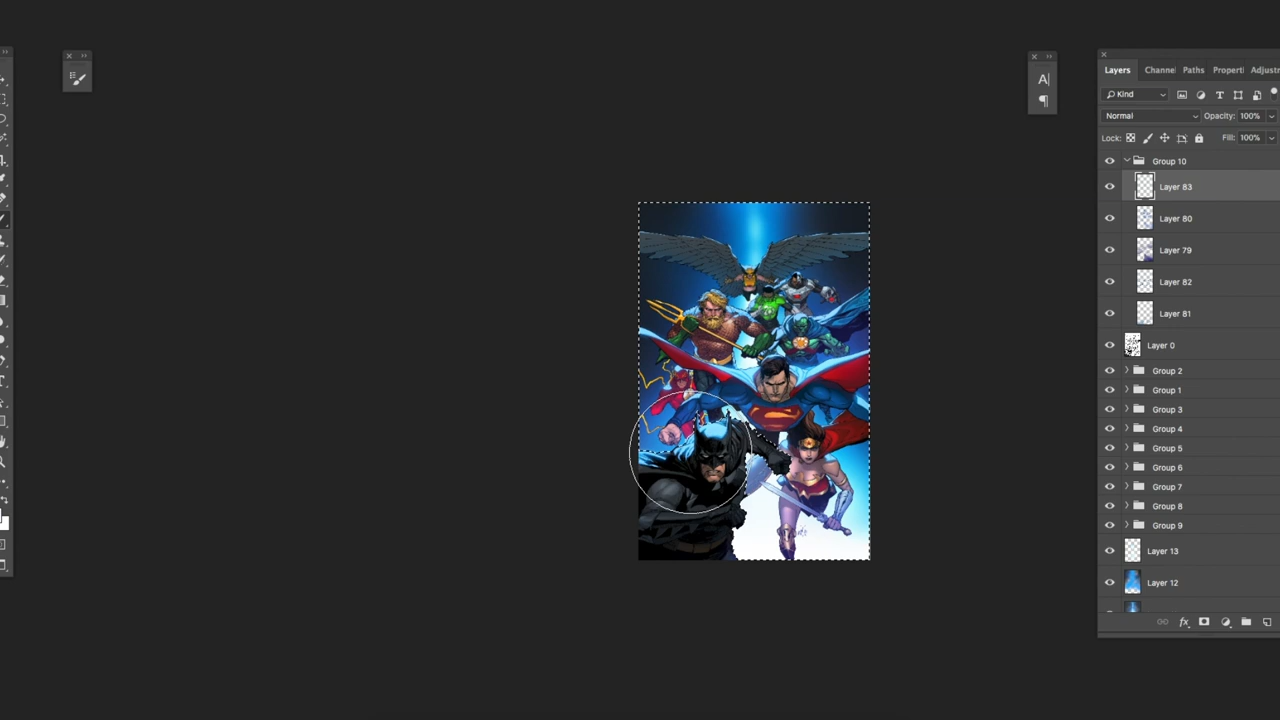 Layers Channel Paths Properti Adjustm
Kind
Normal Opacity: 100%
Lock: Fill: 100%
Group 10
Layer 83
Layer 80
Layer 79
Layer 82
Layer 81
Layer 0
Group 2
Group 1
Group 3
Group 4
Group 5
Group 6
Group 7
Group 8
Group 9
Layer 13
Layer 12